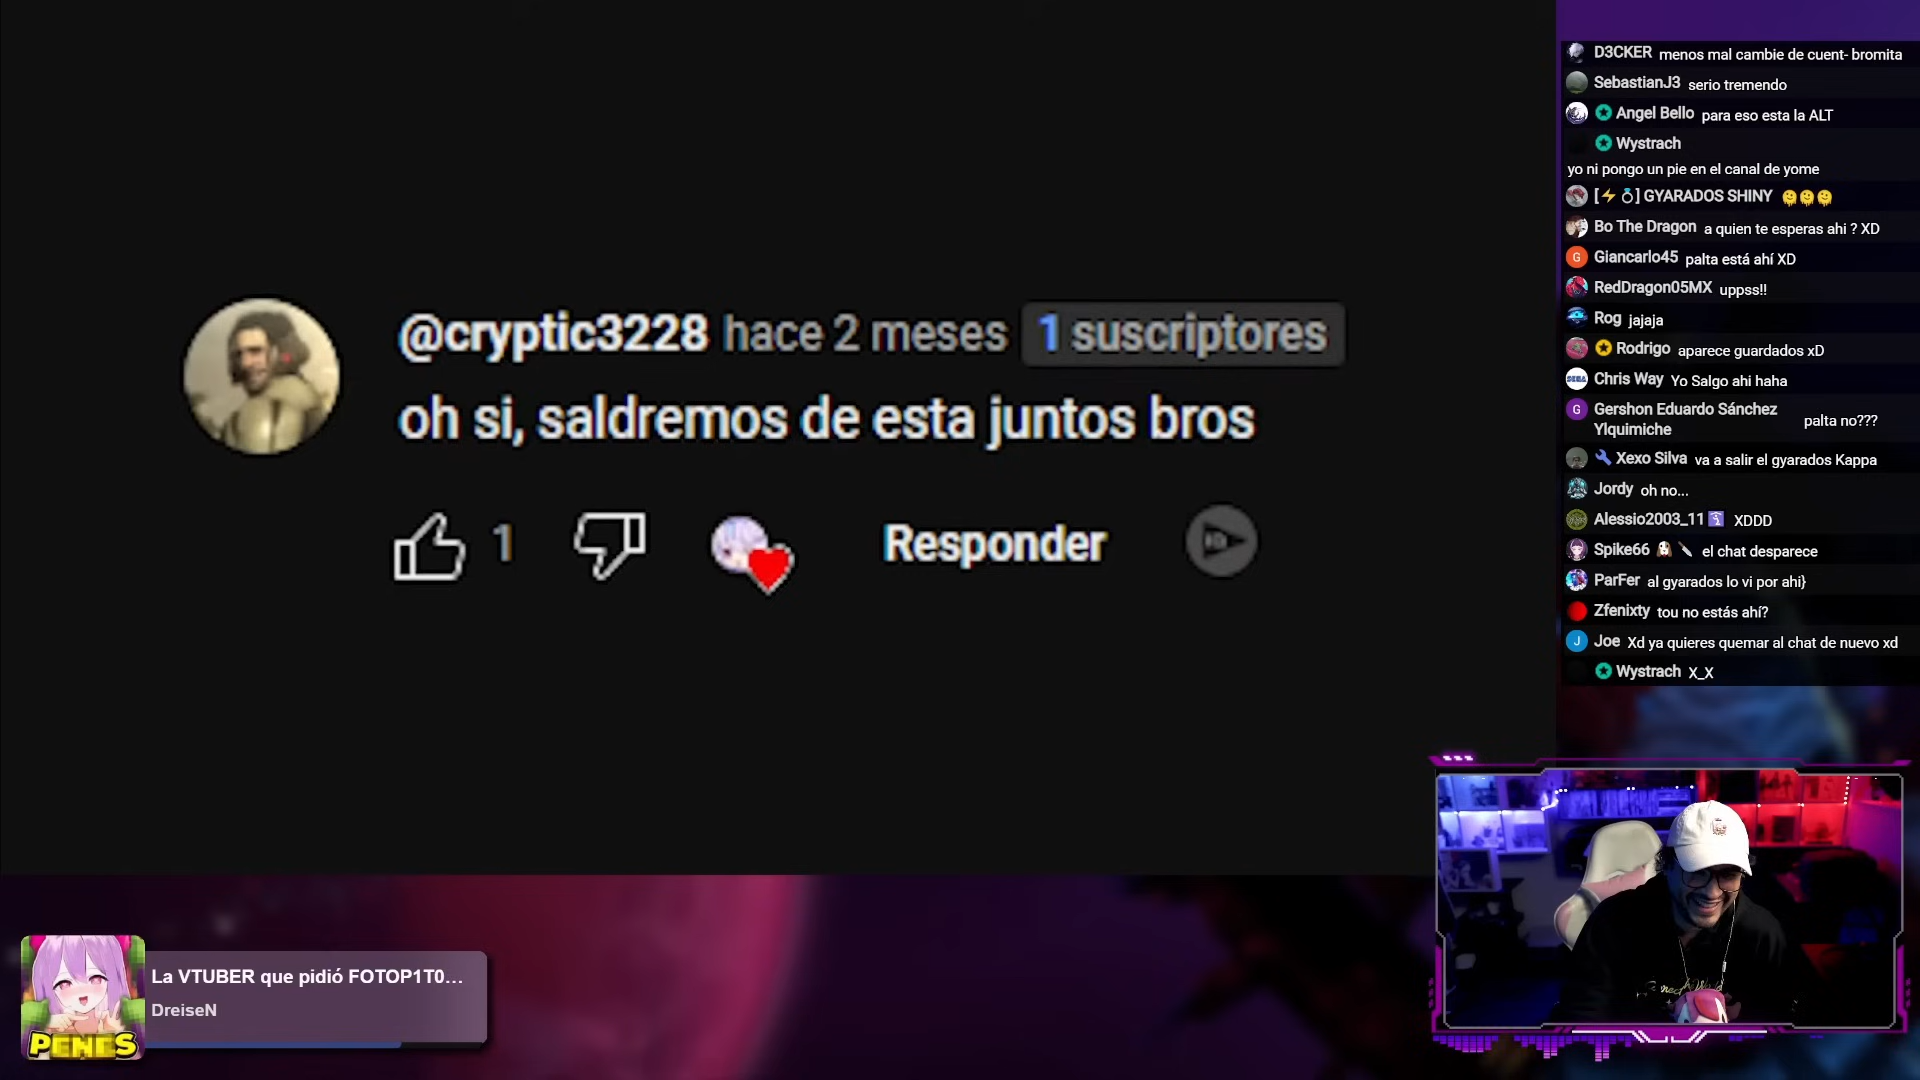 @cryptic3228 hace 2 meses 1 suscriptores
oh si, saldremos de esta juntos bros
1
Responder
D3CKER menos mal cambie de cuent- bromita
SebastianJ3 serio tremendo
Angel Bello para eso esta la ALT
Wystrach
yo ni pongo un pie en el canal de yome
[⚡💍] GYARADOS SHINY 🫠🫠🫠
Bo The Dragon a quien te esperas ahi ? XD
G Giancarlo45 palta está ahí XD
RedDragon05MX uppss!!
Rog jajaja
Rodrigo aparece guardados xD
SEGA Chris Way Yo Salgo ahi haha
G Gershon Eduardo Sánchez
Ylquimiche palta no???
Xexo Silva va a salir el gyarados Kappa
Jordy oh no...
Alessio2003_11 XDDD
Spike66 el chat desparece
ParFer al gyarados lo vi por ahi}
Zfenixty tou no estás ahí?
J Joe Xd ya quieres quemar al chat de nuevo xd
Wystrach X_X
La VTUBER que pidió FOTOP1T0...
DreiseN
PENES